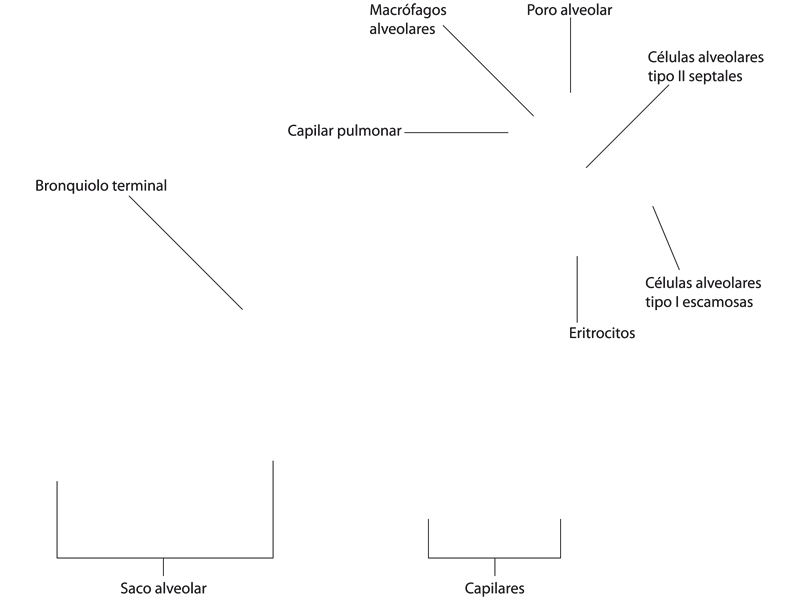 Macrófagos
alveolares
Poro alveolar
Células alveolares
tipo II septales
Capilar pulmonar
Bronquiolo terminal
Células alveolares
tipo I escamosas
Eritrocitos
Saco alveolar
Capilares